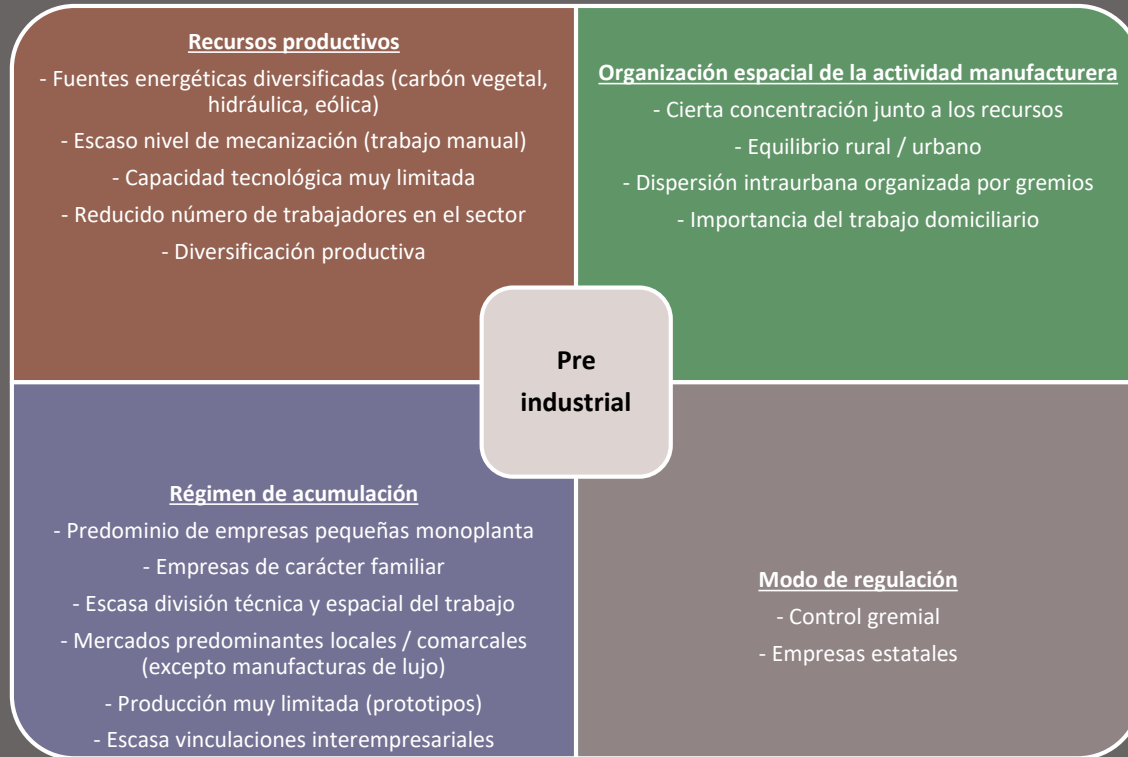 Recursos productivos
- Fuentes energéticas diversificadas (carbón vegetal,
hidráulica, eólica)
- Escaso nivel de mecanización (trabajo manual)
- Capacidad tecnológica muy limitada
- Reducido número de trabajadores en el sector
- Diversificación productiva
Organización espacial de la actividad manufacturera
- Cierta concentración junto a los recursos
- Equilibrio rural / urbano
- Dispersión intraurbana organizada por gremios
- Importancia del trabajo domiciliario
Pre
industrial
Régimen de acumulación
- Predominio de empresas pequeñas monoplanta
- Empresas de carácter familiar
- Escasa división técnica y espacial del trabajo
- Mercados predominantes locales / comarcales
(excepto manufacturas de lujo)
- Producción muy limitada (prototipos)
- Escasa vinculaciones interempresariales
Modo de regulación
- Control gremial
- Empresas estatales